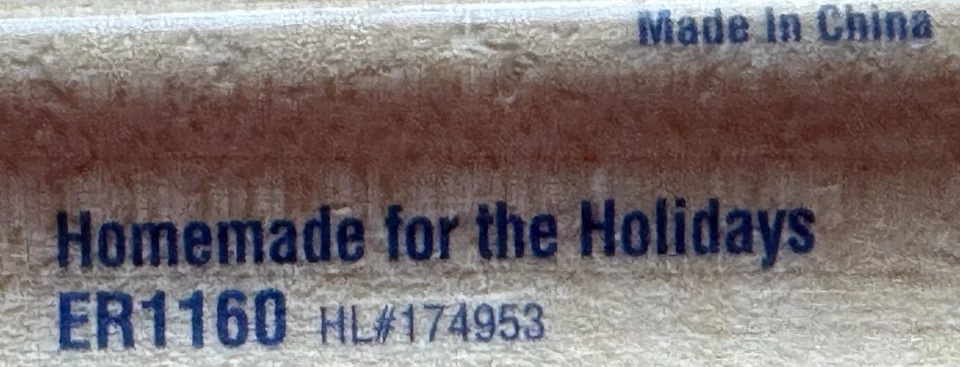 Made In China
Homemade for the Holidays
ER1160 HL#174953